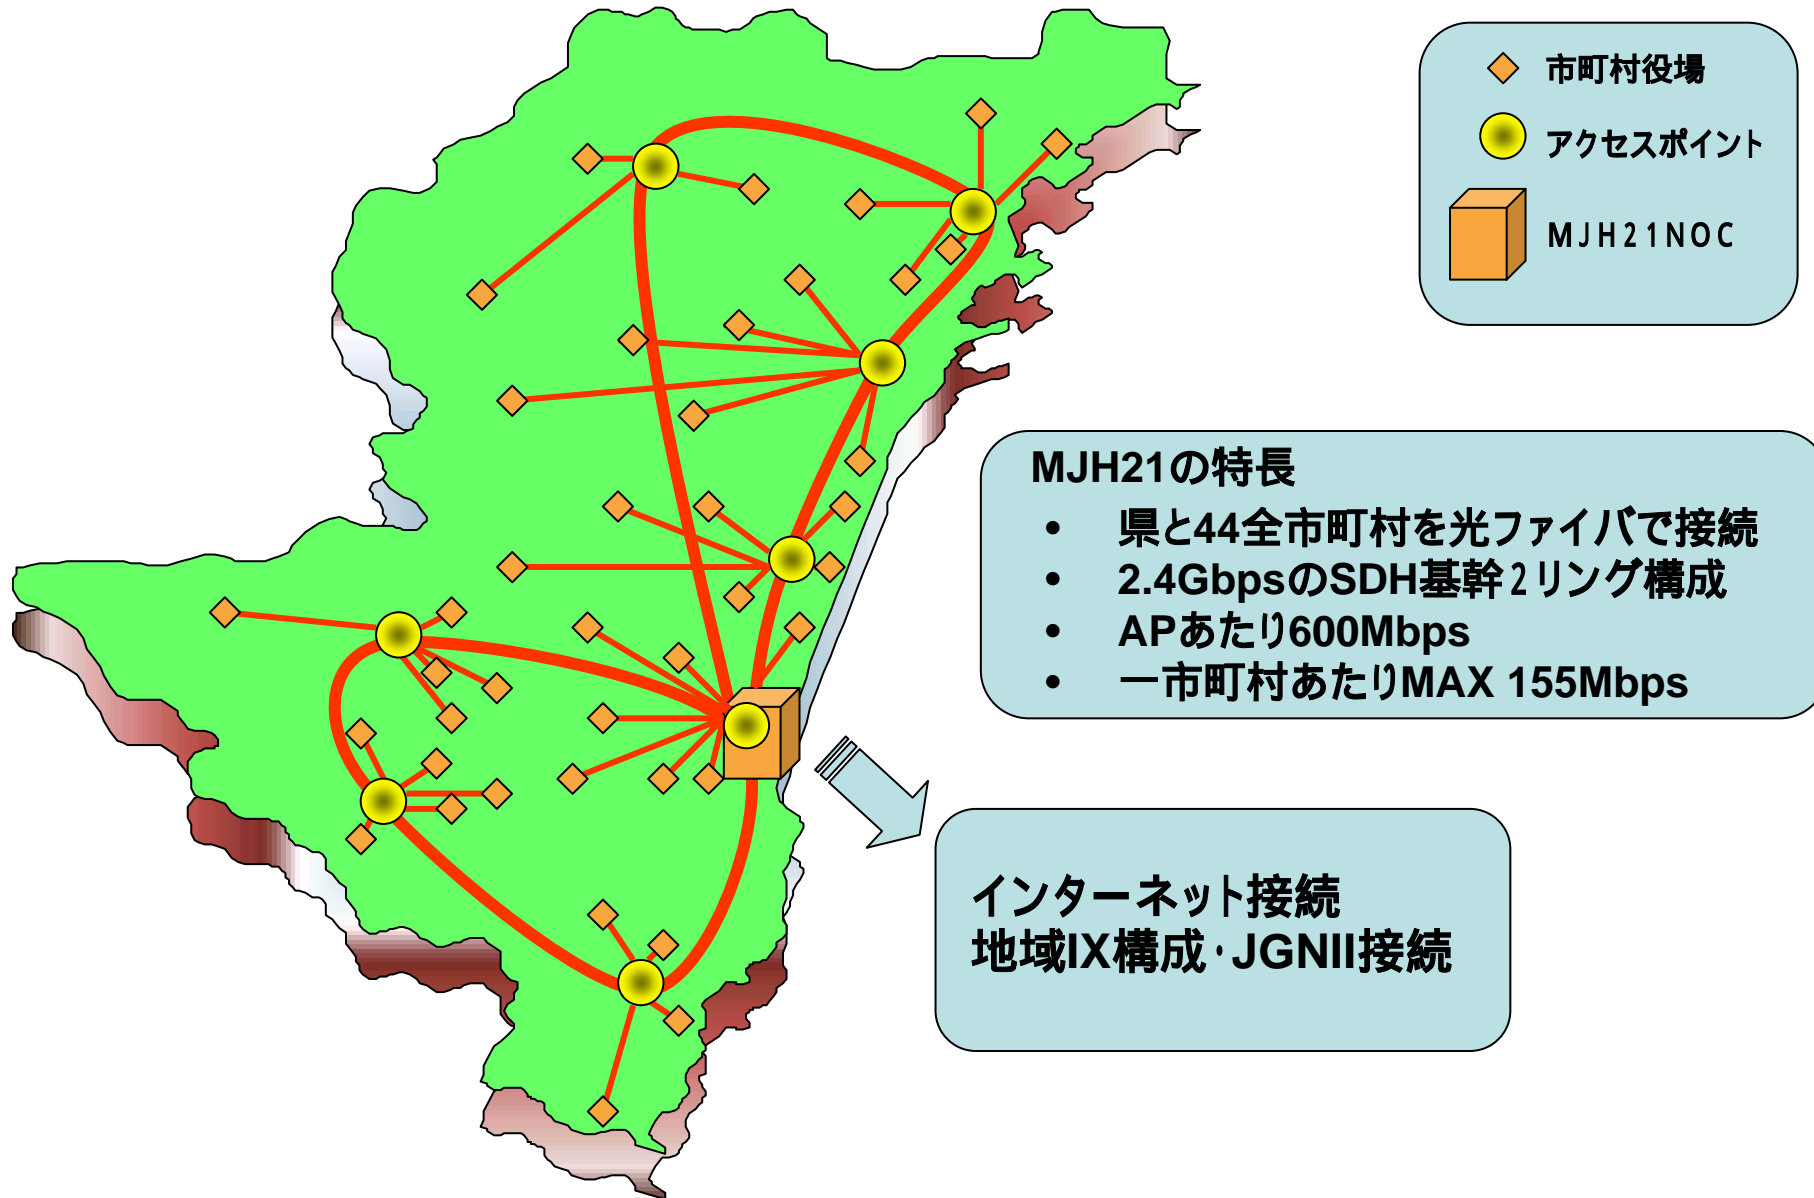 市町村役場
アクセスポイント
MJH21NOC
MJH21の特長
• 県と44全市町村を光ファイバで接続
• 2.4GbpsのSDH基幹2リング構成
• APあたり600Mbps
• 一市町村あたりMAX 155Mbps
インターネット接続
地域IX構成・JGNII接続